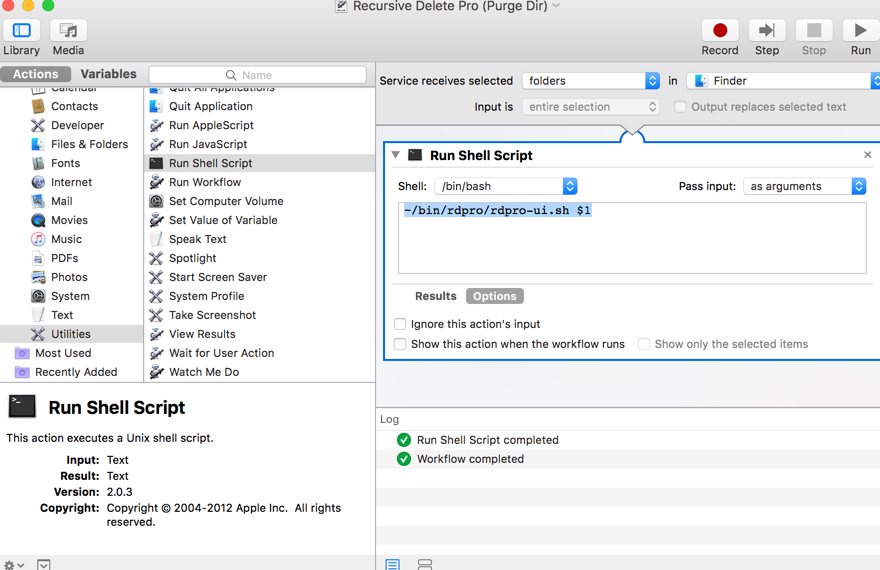 Recursive Delete Pro (Purge Dir)
Library Media Record Step Stop Run
Actions Variables Name
Calendar
Contacts
Developer
Files & Folders
Fonts
Internet
Mail
Movies
Music
PDFs
Photos
System
Text
Utilities
Most Used
Recently Added
Quit All Applications
Quit Application
Run AppleScript
Run JavaScript
Run Shell Script
Run Workflow
Set Computer Volume
Set Value of Variable
Speak Text
Spotlight
Start Screen Saver
System Profile
Take Screenshot
View Results
Wait for User Action
Watch Me Do
Run Shell Script
This action executes a Unix shell script.
Input: Text
Result: Text
Version: 2.0.3
Copyright: Copyright © 2004-2012 Apple Inc. All rights
reserved.
Service receives selected folders in Finder
Input is entire selection Output replaces selected text
Run Shell Script
Shell: /bin/bash Pass input: as arguments
~/bin/rdpro/rdpro-ui.sh $1
Results Options
Ignore this action's input
Show this action when the workflow runs Show only the selected items
Log
Run Shell Script completed
Workflow completed